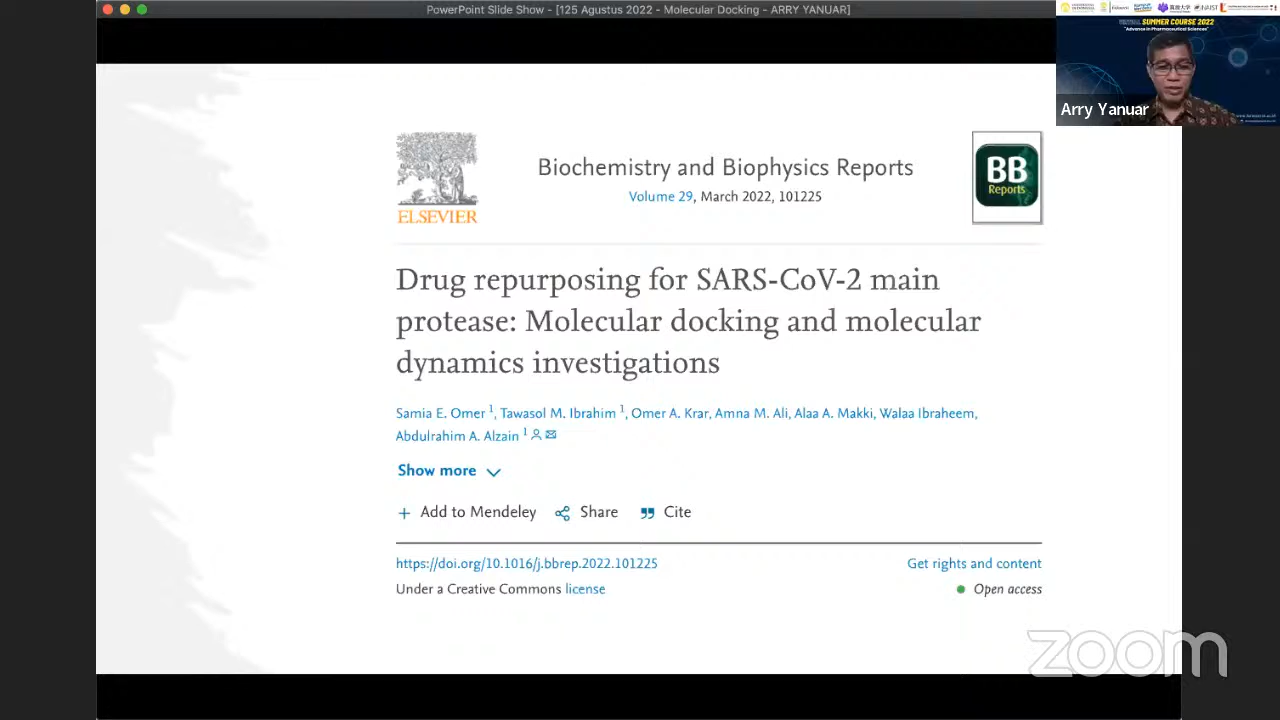 PowerPoint Slide Show - [125 Agustus 2022 - Molecular Docking - ARRY YANUAR]
SUMMER COURSE 2022
"Advance in Pharmaceutical Sciences"
Arry Yanuar
ELSEVIER
Biochemistry and Biophysics Reports
Volume 29, March 2022, 101225
BB
Reports
Drug repurposing for SARS-CoV-2 main
protease: Molecular docking and molecular
dynamics investigations
Samia E. Omer 1, Tawasol M. Ibrahim 1, Omer A. Krar, Amna M. Ali, Alaa A. Makki, Walaa Ibraheem,
Abdulrahim A. Alzain 1
Show more
Add to Mendeley Share Cite
https://doi.org/10.1016/j.bbrep.2022.101225 Get rights and content
Under a Creative Commons license Open access
zoom